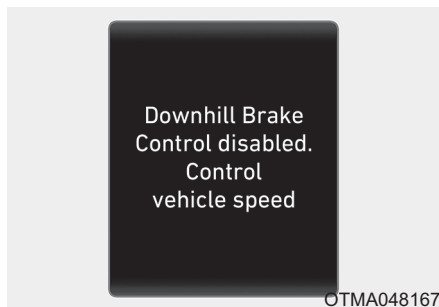 Downhill Brake
Control disabled.
Control
vehicle speed
OTMA048167